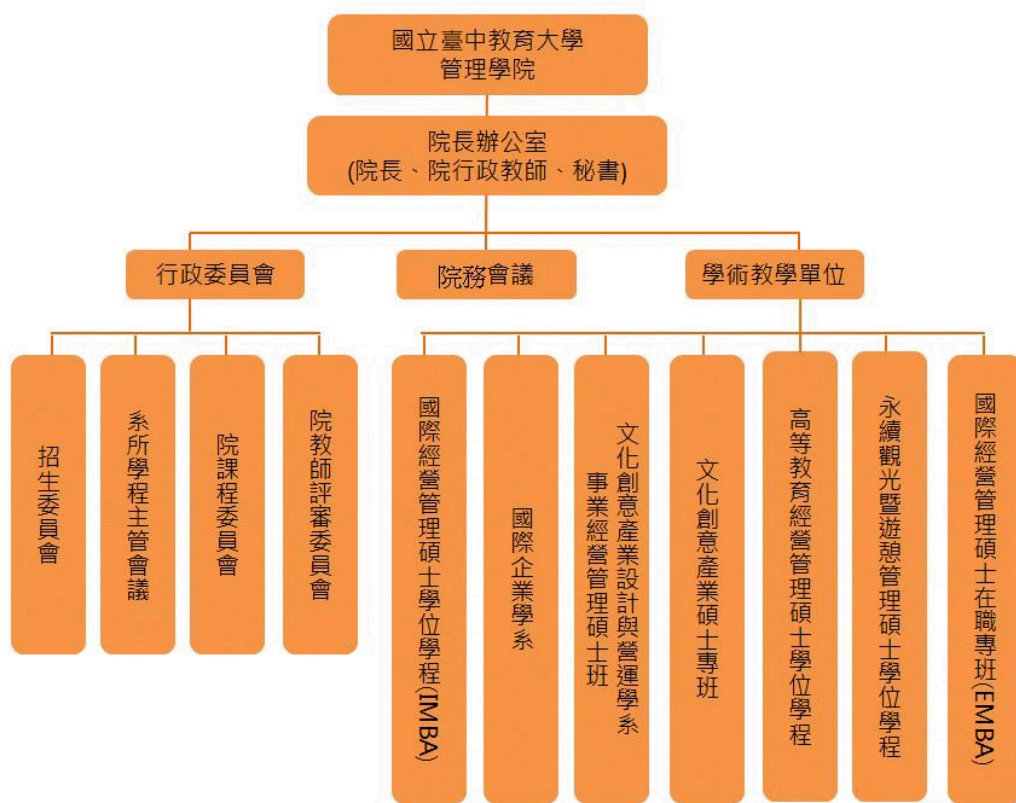 國立臺中教育大學
管理學院
院長辦公室
(院長、院行政教師、秘書)
行政委員會
院務會議
學術教學單位
招生委員會
系所學程主管會議
院課程委員會
院教師評審委員會
國際經營管理碩士學位學程(IMBA)
國際企業學系
文化創意產業設計與營運學系
事業經營管理碩士班
文化創意產業碩士專班
高等教育經營管理碩士學位學程
永續觀光暨遊憩管理碩士學位學程
國際經營管理碩士在職專班(EMBA)